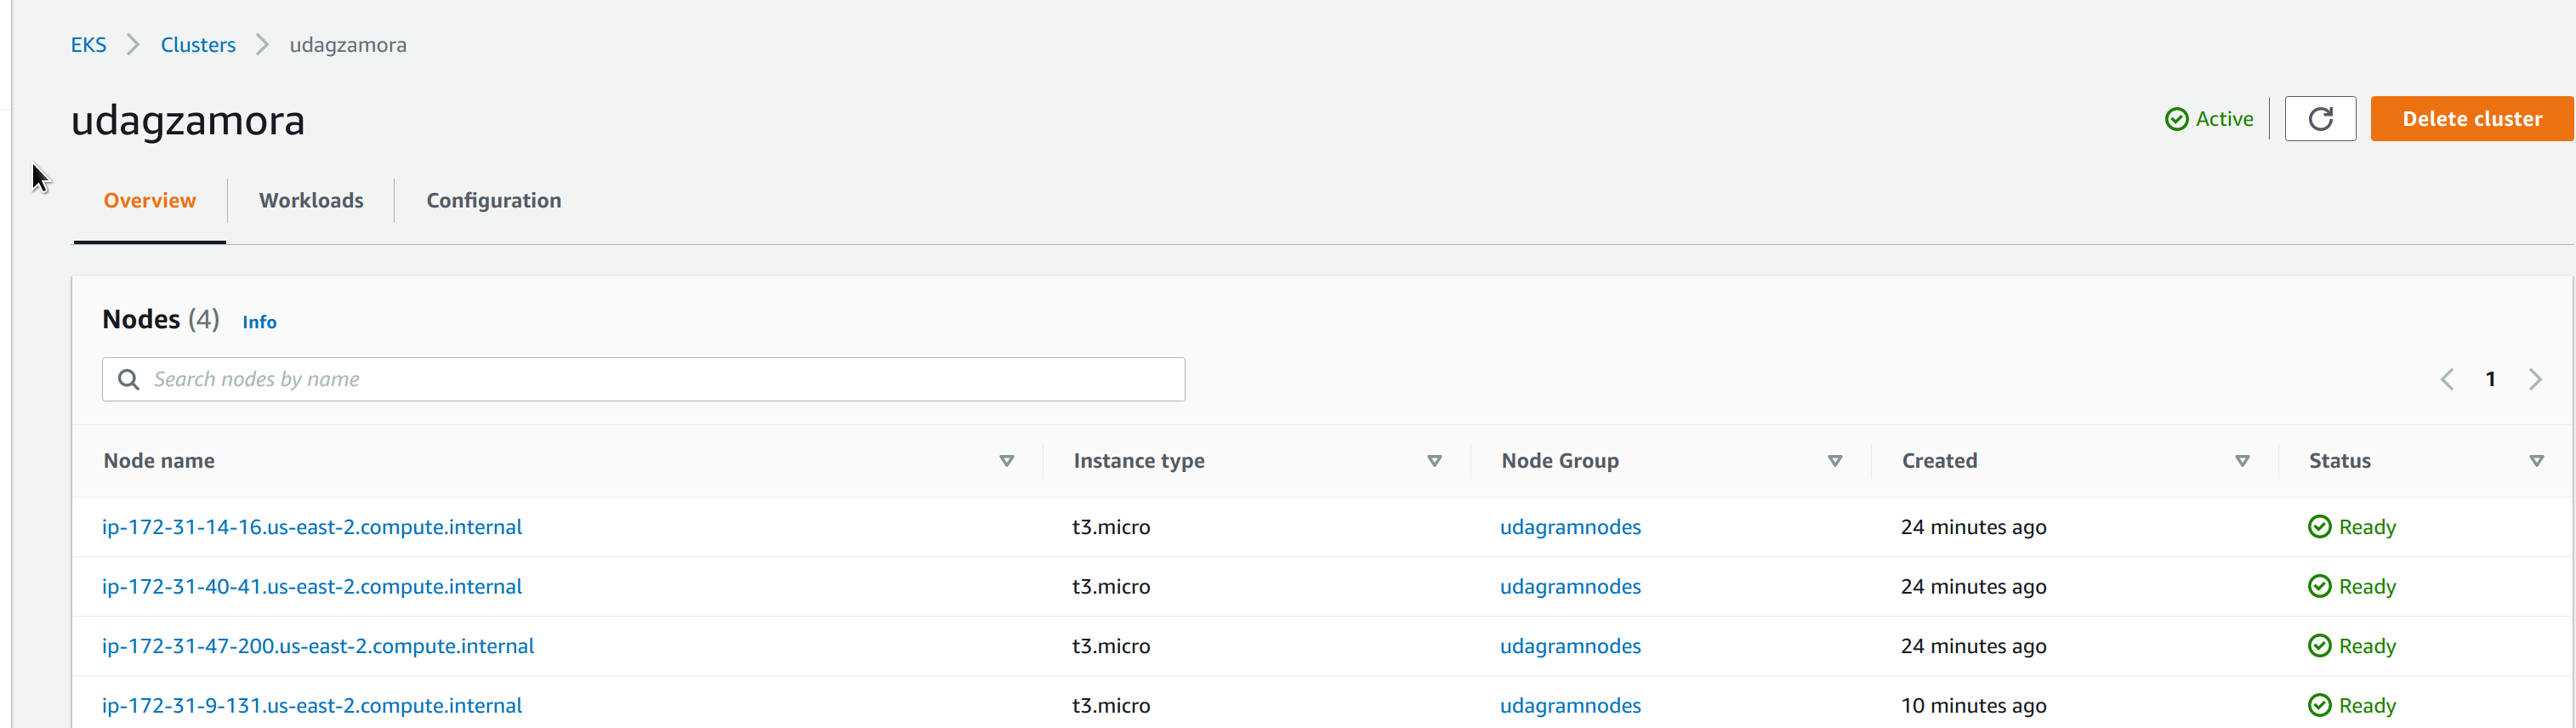 EKS > Clusters > udagzamora
udagzamora
Active
Delete cluster
Overview Workloads Configuration
Nodes (4) Info
Search nodes by name
1
Node name Instance type Node Group Created Status
ip-172-31-14-16.us-east-2.compute.internal t3.micro udagramnodes 24 minutes ago Ready
ip-172-31-40-41.us-east-2.compute.internal t3.micro udagramnodes 24 minutes ago Ready
ip-172-31-47-200.us-east-2.compute.internal t3.micro udagramnodes 24 minutes ago Ready
ip-172-31-9-131.us-east-2.compute.internal t3.micro udagramnodes 10 minutes ago Ready